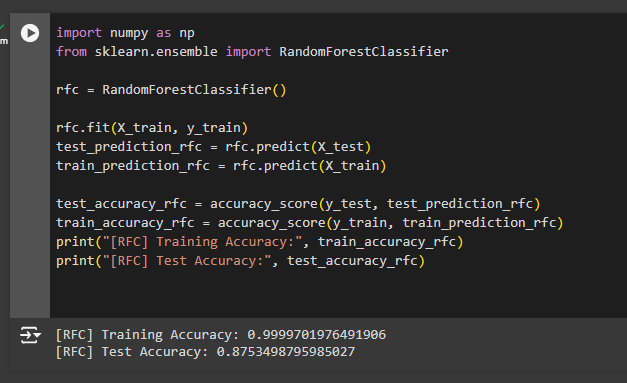 import numpy as np
from sklearn.ensemble import RandomForestClassifier
rfc = RandomForestClassifier()
rfc.fit(X_train, y_train)
test_prediction_rfc = rfc.predict(X_test)
train_prediction_rfc = rfc.predict(X_train)
test_accuracy_rfc = accuracy_score(y_test, test_prediction_rfc)
train_accuracy_rfc = accuracy_score(y_train, train_prediction_rfc)
print("[RFC] Training Accuracy:", train_accuracy_rfc)
print("[RFC] Test Accuracy:", test_accuracy_rfc)
[RFC] Training Accuracy: 0.9999701976491906
[RFC] Test Accuracy: 0.8753498795985027